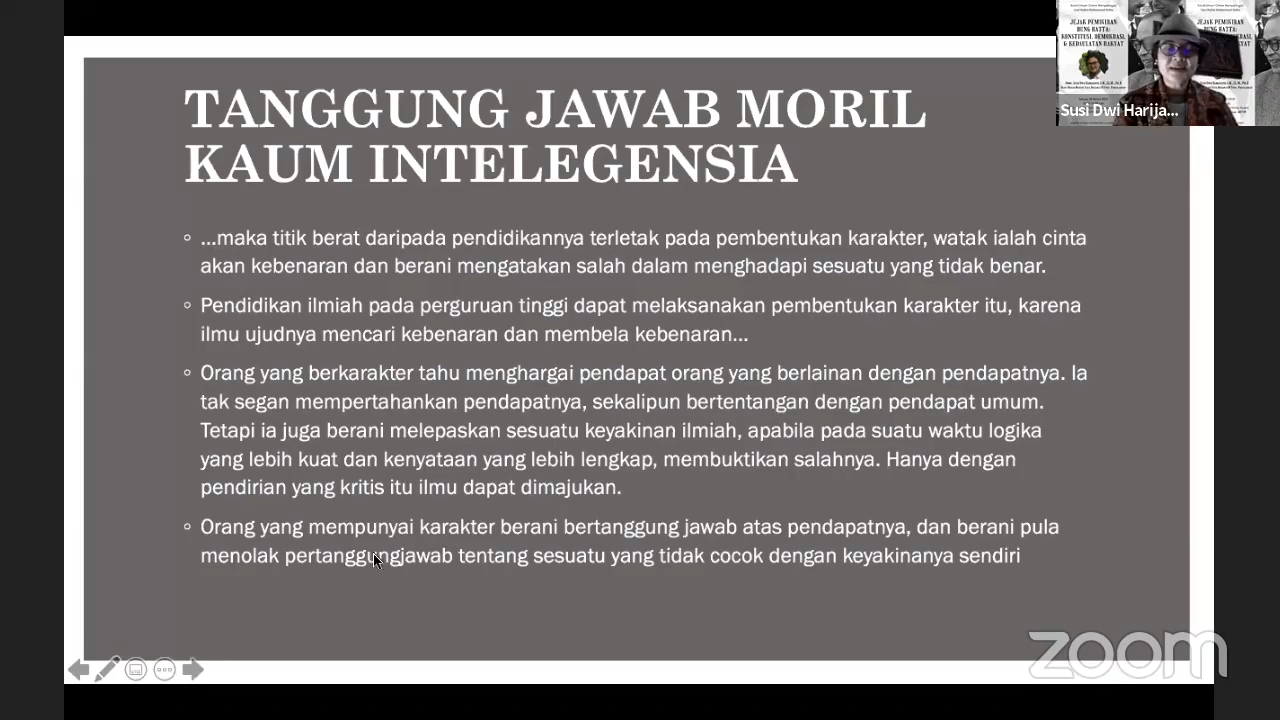 TANGGUNG JAWAB MORIL
KAUM INTELEGENSIA
...maka titik berat daripada pendidikannya terletak pada pembentukan karakter, watak ialah cinta
akan kebenaran dan berani mengatakan salah dalam menghadapi sesuatu yang tidak benar.
Pendidikan ilmiah pada perguruan tinggi dapat melaksanakan pembentukan karakter itu, karena
ilmu ujudnya mencari kebenaran dan membela kebenaran...
Orang yang berkarakter tahu menghargai pendapat orang yang berlainan dengan pendapatnya. Ia
tak segan mempertahankan pendapatnya, sekalipun bertentangan dengan pendapat umum.
Tetapi ia juga berani melepaskan sesuatu keyakinan ilmiah, apabila pada suatu waktu logika
yang lebih kuat dan kenyataan yang lebih lengkap, membuktikan salahnya. Hanya dengan
pendirian yang kritis itu ilmu dapat dimajukan.
Orang yang mempunyai karakter berani bertanggung jawab atas pendapatnya, dan berani pula
menolak pertanggungjawab tentang sesuatu yang tidak cocok dengan keyakinanya sendiri
JEJAK PEMIKIRAN
BUNG HATTA:
KONSTITUSI, DEMOKRASI,
& KEDAULATAN RAKYAT
Susi Dwi Harija...
zoom